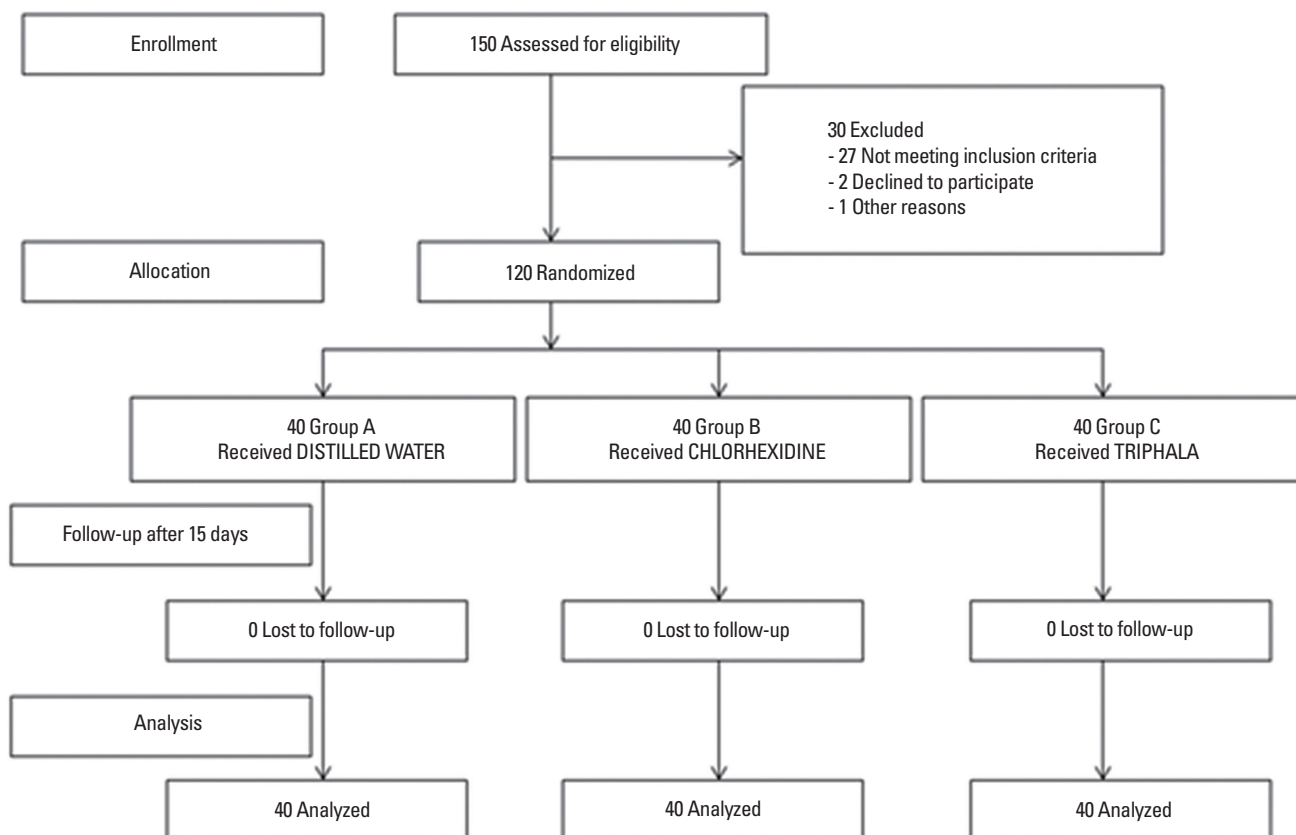 Enrollment
150 Assessed for eligibility
30 Excluded
- 27 Not meeting inclusion criteria
- 2 Declined to participate
- 1 Other reasons
Allocation
120 Randomized
40 Group A
Received DISTILLED WATER
40 Group B
Received CHLORHEXIDINE
40 Group C
Received TRIPHALA
Follow-up after 15 days
0 Lost to follow-up
0 Lost to follow-up
0 Lost to follow-up
Analysis
40 Analyzed
40 Analyzed
40 Analyzed